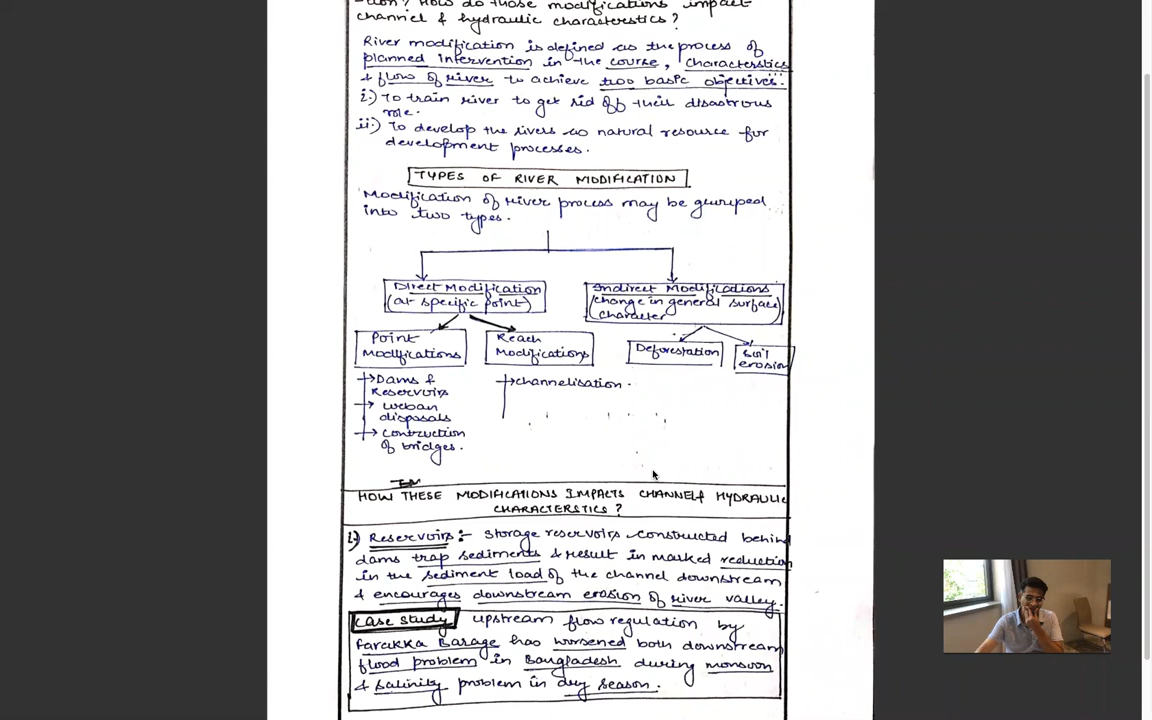 -tion? How do those modifications impact
channel & hydraulic characterstics?
River modification is defined as the process of
planned intervention in the course, characterstics
& flow of river to achieve two basic objectives:
i.) To train river to get rid off their disastrous
role.
ii.) To develop the rivers as natural resource for
development processes.
TYPES OF RIVER MODIFICATION
Modification of river process may be grouped
into two types.
Direct Modification
(at specific point)
Indirect Modifications
(change in general surface
character
Point
Modifications
Reach
Modifications
Deforestation
Soil
erosion
→ Dams &
Reservoirs
→ urban
disposals
→ contruction
of bridges.
→ channelisation.
HOW THESE MODIFICATIONS IMPACTS CHANNEL & HYDRAULIC
CHARACTERSTICS?
i.) Reservoirs :- storage reservoirs constructed behind
dams trap sediments & result in marked reduction
in the sediment load of the channel downstream
& encourages downstream erosion of river valley.
Case study upstream flow regulation by
Farakka Barage has worsened both downstream
flood problem in Bangladesh during monsoon
& salinity problem in dry season.